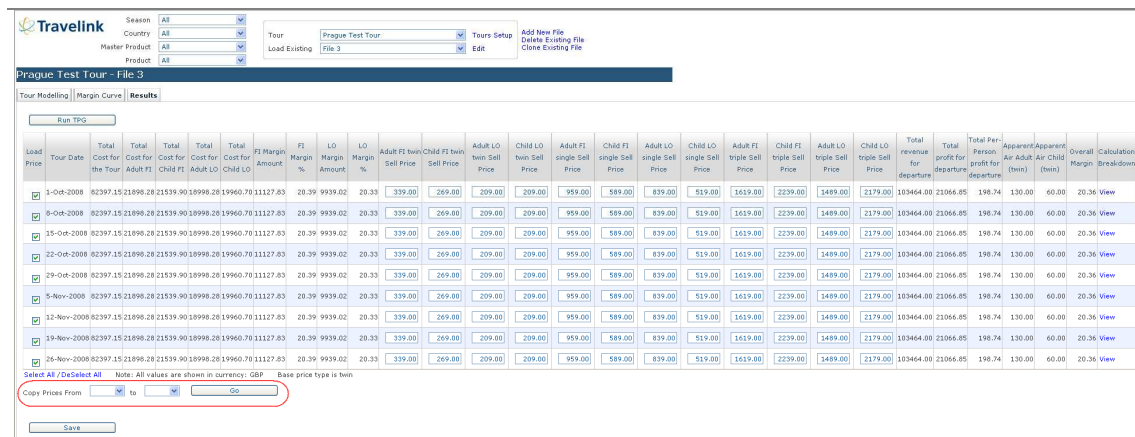 Travelink
Season All
Country All
Master Product All
Product All
Tour Prague Test Tour Tours Setup
Load Existing File 3 Edit
Add New File
Delete Existing File
Clone Existing File
Prague Test Tour - File 3
Tour Modelling Margin Curve Results
Run TPG
Load Price Tour Date Total Cost for the Tour Total Cost for Adult FI Total Cost for Child FI Total Cost for Adult LO Total Cost for Child LO FI Margin Amount FI Margin % LO Margin Amount LO Margin % Adult FI twin Sell Price Child FI twin Sell Price Adult LO twin Sell Price Child LO twin Sell Price Adult FI single Sell Price Child FI single Sell Price Adult LO single Sell Price Child LO single Sell Price Adult FI triple Sell Price Child FI triple Sell Price Adult LO triple Sell Price Child LO triple Sell Price Total revenue for departure Total profit for departure Total Per-Person profit for departure Apparent Air Adult (twin) Apparent Air Child (twin) Overall Margin Calculation Breakdown
1-Oct-2008 82397.15 21898.28 21539.90 18998.28 19960.70 11127.83 20.39 9939.02 20.33 339.00 269.00 209.00 209.00 959.00 589.00 839.00 519.00 1619.00 2239.00 1489.00 2179.00 103464.00 21066.85 198.74 130.00 60.00 20.36 View
8-Oct-2008 82397.15 21898.28 21539.90 18998.28 19960.70 11127.83 20.39 9939.02 20.33 339.00 269.00 209.00 209.00 959.00 589.00 839.00 519.00 1619.00 2239.00 1489.00 2179.00 103464.00 21066.85 198.74 130.00 60.00 20.36 View
15-Oct-2008 82397.15 21898.28 21539.90 18998.28 19960.70 11127.83 20.39 9939.02 20.33 339.00 269.00 209.00 209.00 959.00 589.00 839.00 519.00 1619.00 2239.00 1489.00 2179.00 103464.00 21066.85 198.74 130.00 60.00 20.36 View
22-Oct-2008 82397.15 21898.28 21539.90 18998.28 19960.70 11127.83 20.39 9939.02 20.33 339.00 269.00 209.00 209.00 959.00 589.00 839.00 519.00 1619.00 2239.00 1489.00 2179.00 103464.00 21066.85 198.74 130.00 60.00 20.36 View
29-Oct-2008 82397.15 21898.28 21539.90 18998.28 19960.70 11127.83 20.39 9939.02 20.33 339.00 269.00 209.00 209.00 959.00 589.00 839.00 519.00 1619.00 2239.00 1489.00 2179.00 103464.00 21066.85 198.74 130.00 60.00 20.36 View
5-Nov-2008 82397.15 21898.28 21539.90 18998.28 19960.70 11127.83 20.39 9939.02 20.33 339.00 269.00 209.00 209.00 959.00 589.00 839.00 519.00 1619.00 2239.00 1489.00 2179.00 103464.00 21066.85 198.74 130.00 60.00 20.36 View
12-Nov-2008 82397.15 21898.28 21539.90 18998.28 19960.70 11127.83 20.39 9939.02 20.33 339.00 269.00 209.00 209.00 959.00 589.00 839.00 519.00 1619.00 2239.00 1489.00 2179.00 103464.00 21066.85 198.74 130.00 60.00 20.36 View
19-Nov-2008 82397.15 21898.28 21539.90 18998.28 19960.70 11127.83 20.39 9939.02 20.33 339.00 269.00 209.00 209.00 959.00 589.00 839.00 519.00 1619.00 2239.00 1489.00 2179.00 103464.00 21066.85 198.74 130.00 60.00 20.36 View
26-Nov-2008 82397.15 21898.28 21539.90 18998.28 19960.70 11127.83 20.39 9939.02 20.33 339.00 269.00 209.00 209.00 959.00 589.00 839.00 519.00 1619.00 2239.00 1489.00 2179.00 103464.00 21066.85 198.74 130.00 60.00 20.36 View
Select All / DeSelect All Note: All values are shown in currency: GBP Base price type is twin
Copy Prices From to Go
Save